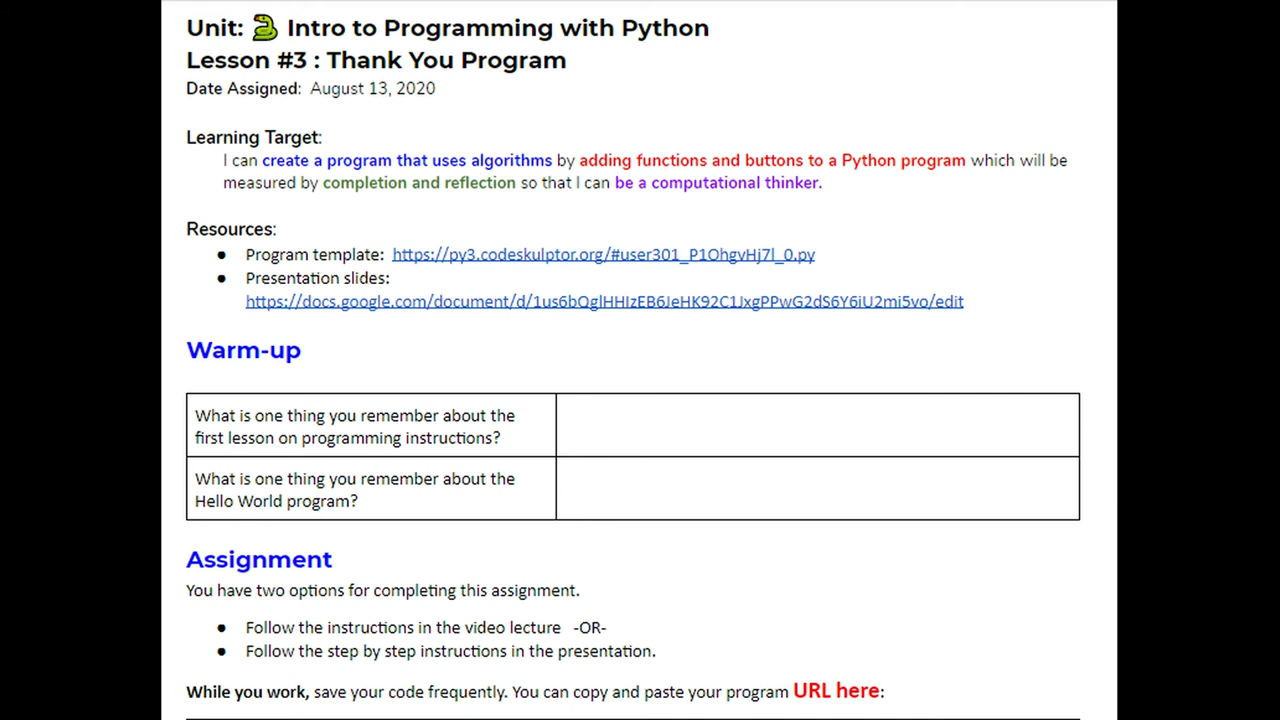 Unit: 🐍 Intro to Programming with Python
Lesson #3 : Thank You Program
Date Assigned: August 13, 2020
Learning Target:
I can create a program that uses algorithms by adding functions and buttons to a Python program which will be
measured by completion and reflection so that I can be a computational thinker.
Resources:
● Program template: https://py3.codeskulptor.org/#user301_P1OhgvHj7l_0.py
● Presentation slides:
https://docs.google.com/document/d/1us6bQglHHIzEB6JeHK92C1JxgPPwG2dS6Y6iU2mi5vo/edit
Warm-up
What is one thing you remember about the
first lesson on programming instructions?
What is one thing you remember about the
Hello World program?
Assignment
You have two options for completing this assignment.
● Follow the instructions in the video lecture -OR-
● Follow the step by step instructions in the presentation.
While you work, save your code frequently. You can copy and paste your program URL here: